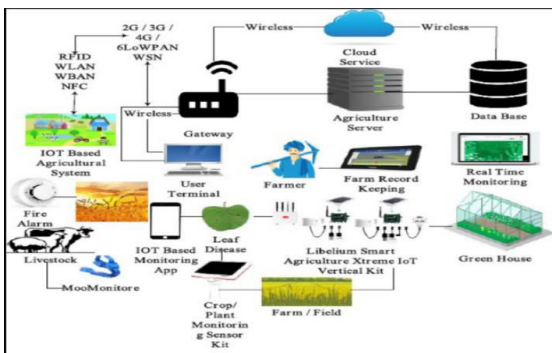 2G / 3G /
4G /
6LoWPAN
WSN
Wireless
Wireless
Cloud
Service
RFID
WLAN
WBAN
NFC
Wireless
Gateway
Agriculture
Server
Data Base
IOT Based
Agricultural
System
User
Terminal
Farmer
Farm Record
Keeping
Real Time
Monitoring
Fire
Alarm
IOT Based
Monitoring
App
Leaf
Disease
Libelium Smart
Agriculture Xtreme IoT
Vertical Kit
Green House
Livestock
MooMonitore
Crop/
Plant
Monitorin
g Sensor
Kit
Farm / Field